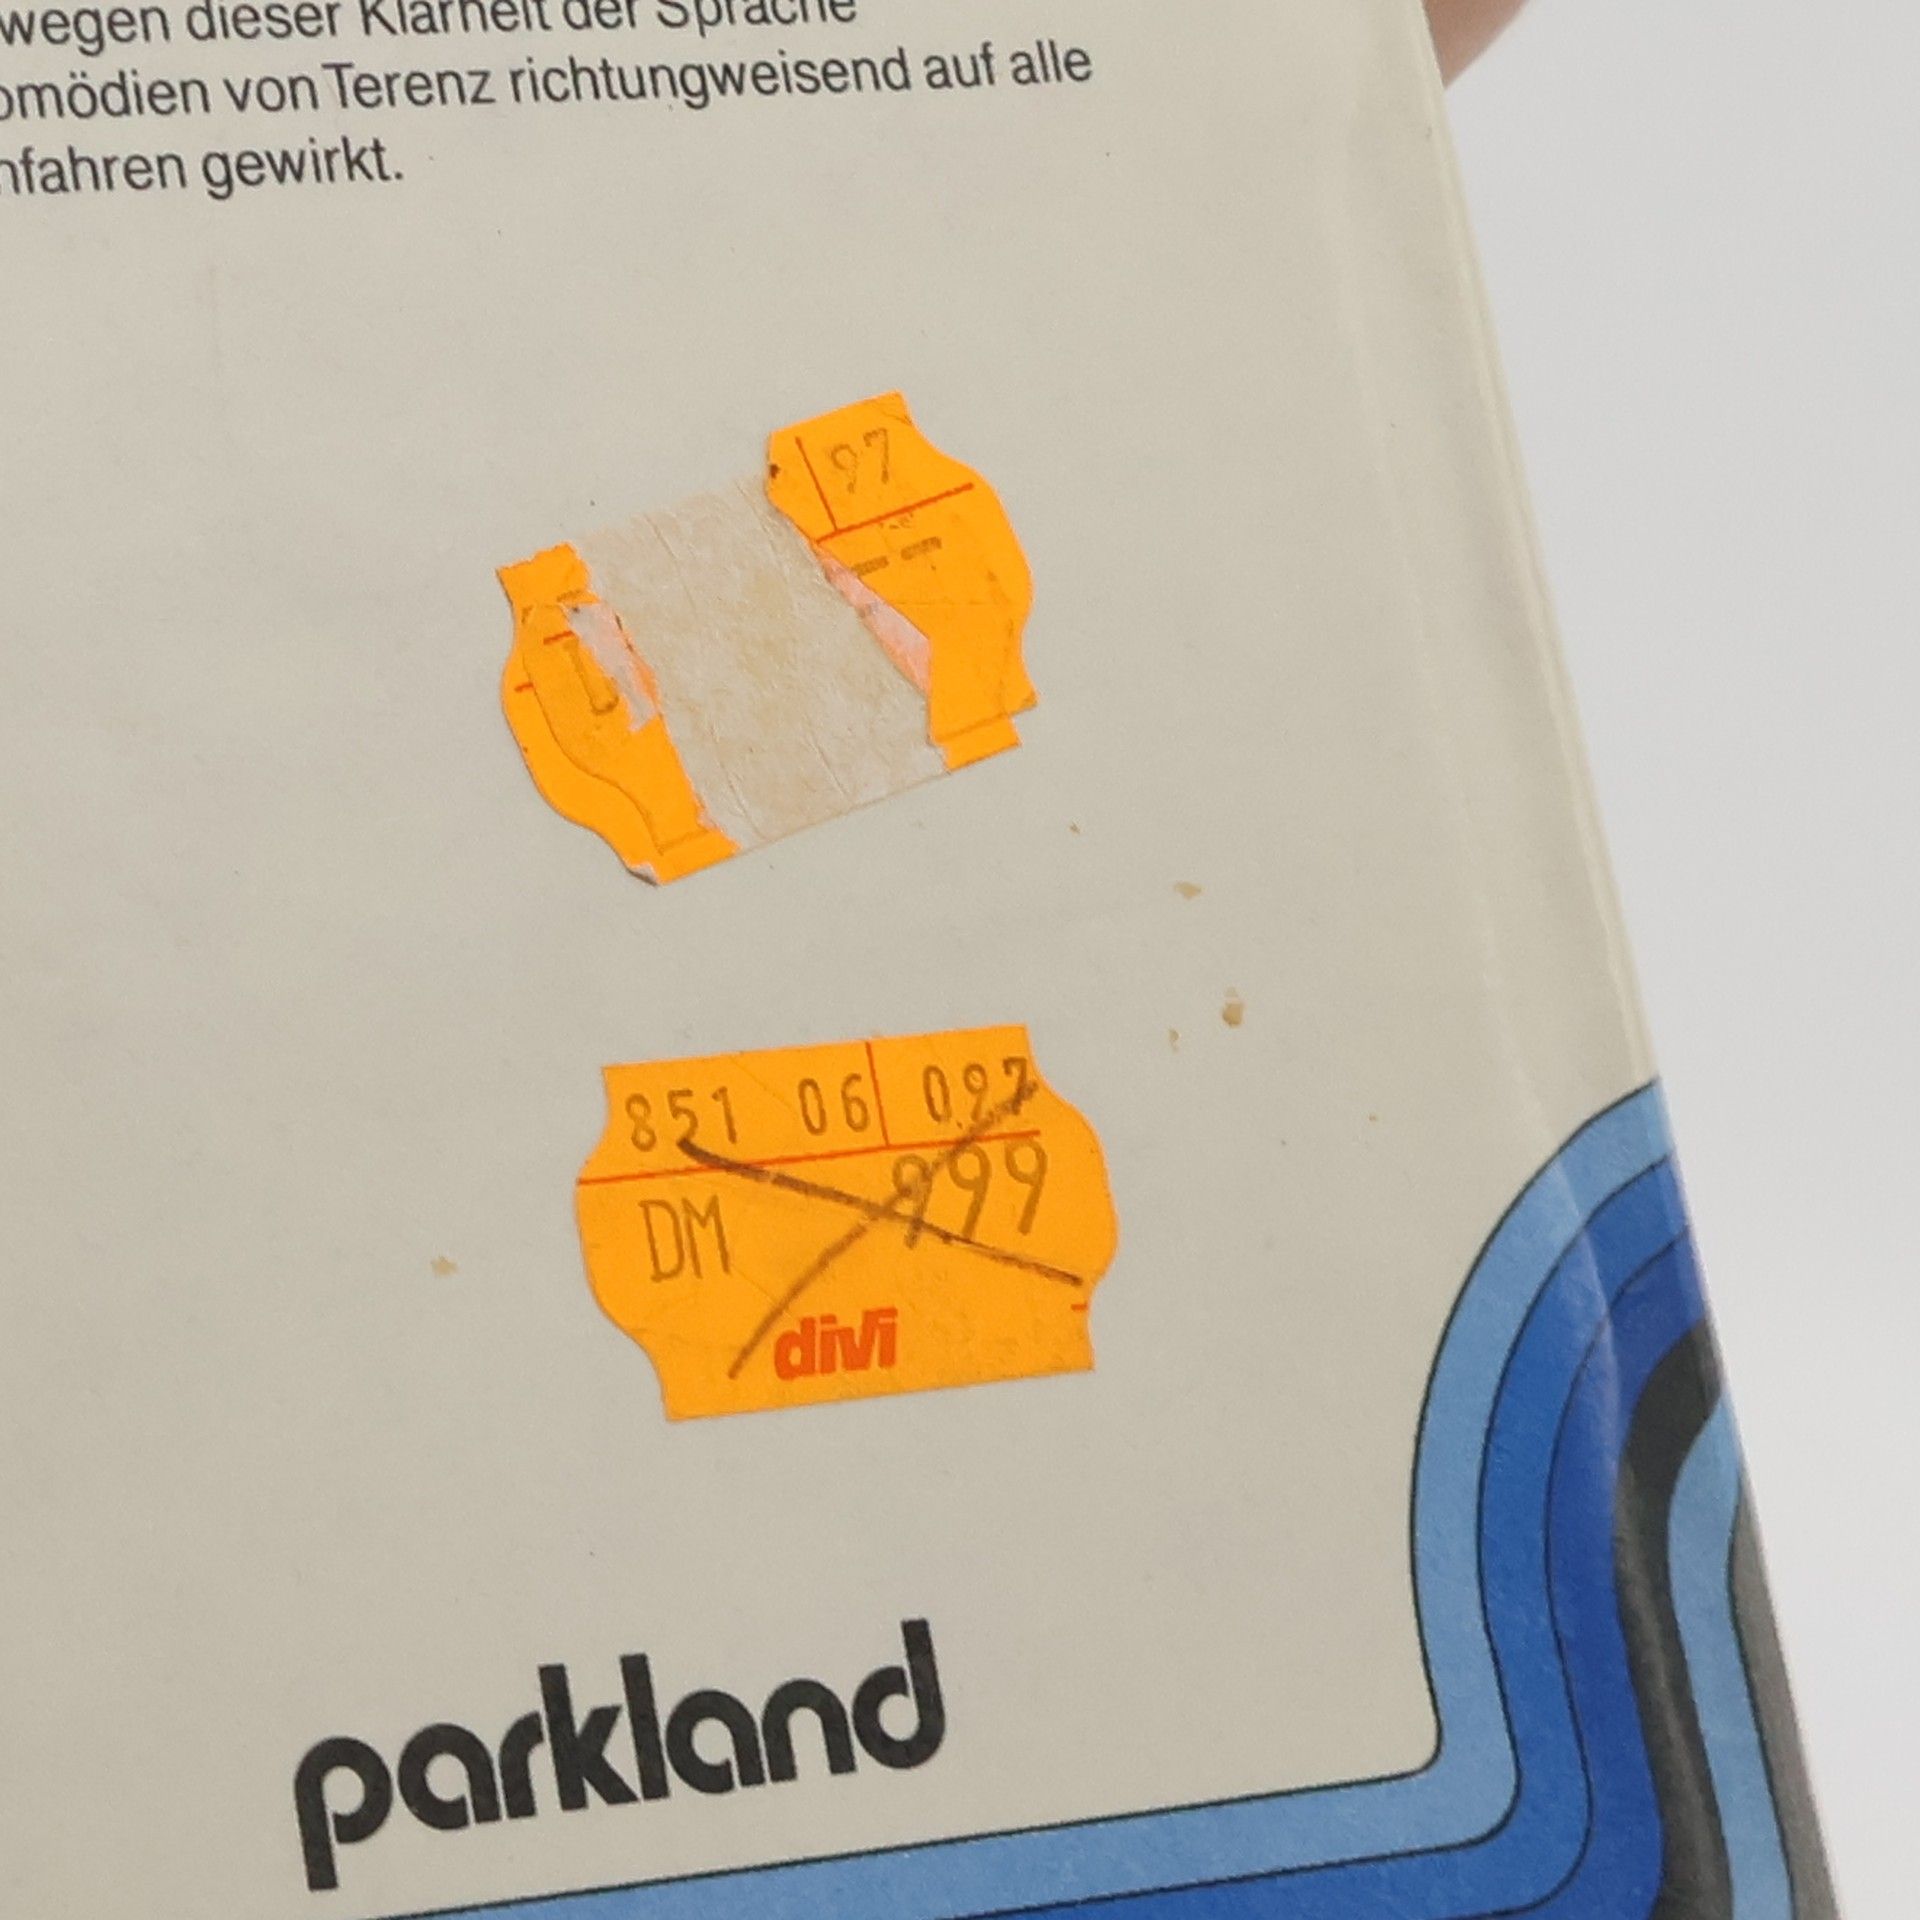 wegen dieser Klarheit der Sprache
omödien von Terenz richtungweisend auf alle
nfahren gewirkt.
97
--
851 06 097
DM 999
divi
parkland